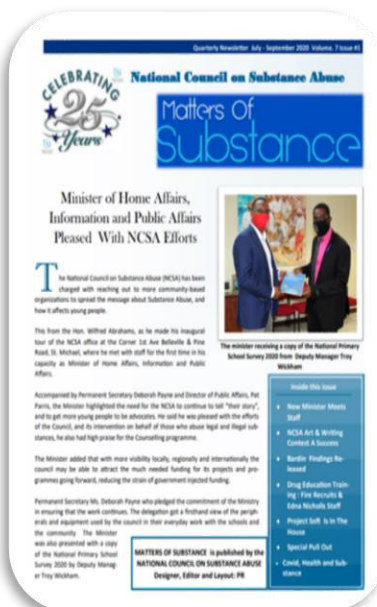 Quarterly Newsletter July - September 2020 Volume. 7 Issue #1
CELEBRATING
25
Years
National Council on Substance Abuse
Matters Of
Substance
Minister of Home Affairs,
Information and Public Affairs
Pleased With NCSA Efforts
The National Council on Substance Abuse (NCSA) has been
charged with reaching out to more community-based
organizations to spread the message about Substance Abuse, and
how it affects young people.
This from the Hon. Wilfred Abrahams, as he made his inaugural
tour of the NCSA office at the Corner 1st Ave Belleville & Pine
Road, St. Michael, where he met with staff for the first time in his
capacity as Minister of Home Affairs, Information and Public
Affairs.
Accompanied by Permanent Secretary Deborah Payne and Director of Public Affairs, Pat
Parris, the Minister highlighted the need for the NCSA to continue to tell "their story",
and to get more young people to be advocates. He said he was pleased with the efforts
of the Council, and its intervention on behalf of those who abuse legal and illegal sub-
stances, he also had high praise for the Counselling programme.
The Minister added that with more visibility locally, regionally and internationally the
council may be able to attract the much needed funding for its projects and pro-
grammes going forward, reducing the strain of government injected funding.
Permanent Secretary Ms. Deborah Payne who pledged the commitment of the Ministry
in ensuring that the work continues. The delegation got a firsthand view of the periph-
erals and equipment used by the council in their everyday work with the schools and
the community The Minister
was also presented with a copy
of the National Primary School
Survey 2020 by Deputy Manag-
er Troy Wickham.
MATTERS OF SUBSTANCE is published by the
NATIONAL COUNCIL ON SUBSTANCE ABUSE
Designer, Editor and Layout: PR
The minister receiving a copy of the National Primary
School Survey 2020 from Deputy Manager Troy
Wickham
Inside this issue
New Minister Meets
Staff
NCSA Art & Writing
Contest A Success
Bardin Findings Re-
leased
Drug Education Train-
ing : Fire Recruits &
Edna Nicholls Staff
Project Soft Is In The
House
Special Pull Out
Covid, Health and Sub-
stance